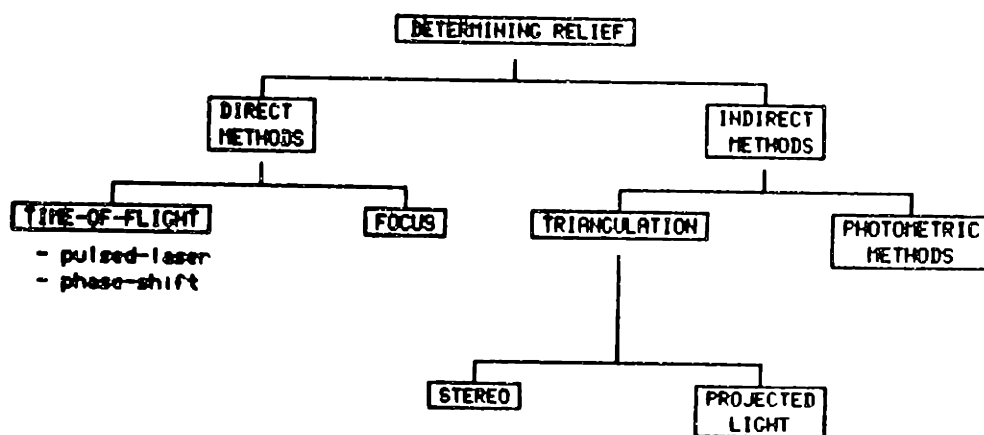 DETERMINING RELIEF
DIRECT
METHODS
INDIRECT
METHODS
TIME-OF-FLIGHT
- pulsed-laser
- phase-shift
FOCUS
TRIANGULATION
PHOTOMETRIC
METHODS
STEREO
PROJECTED
LIGHT